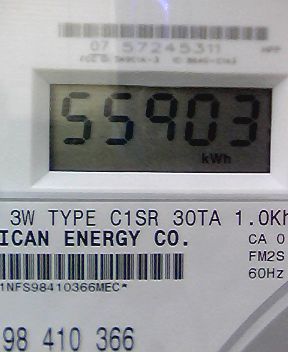 07 57245311
55903
kWh
3W TYPE C1SR 30TA 1.0Kh
ICAN ENERGY CO.
CA 0
FM2S
60Hz
1NFS98410366MEC*
98 410 366